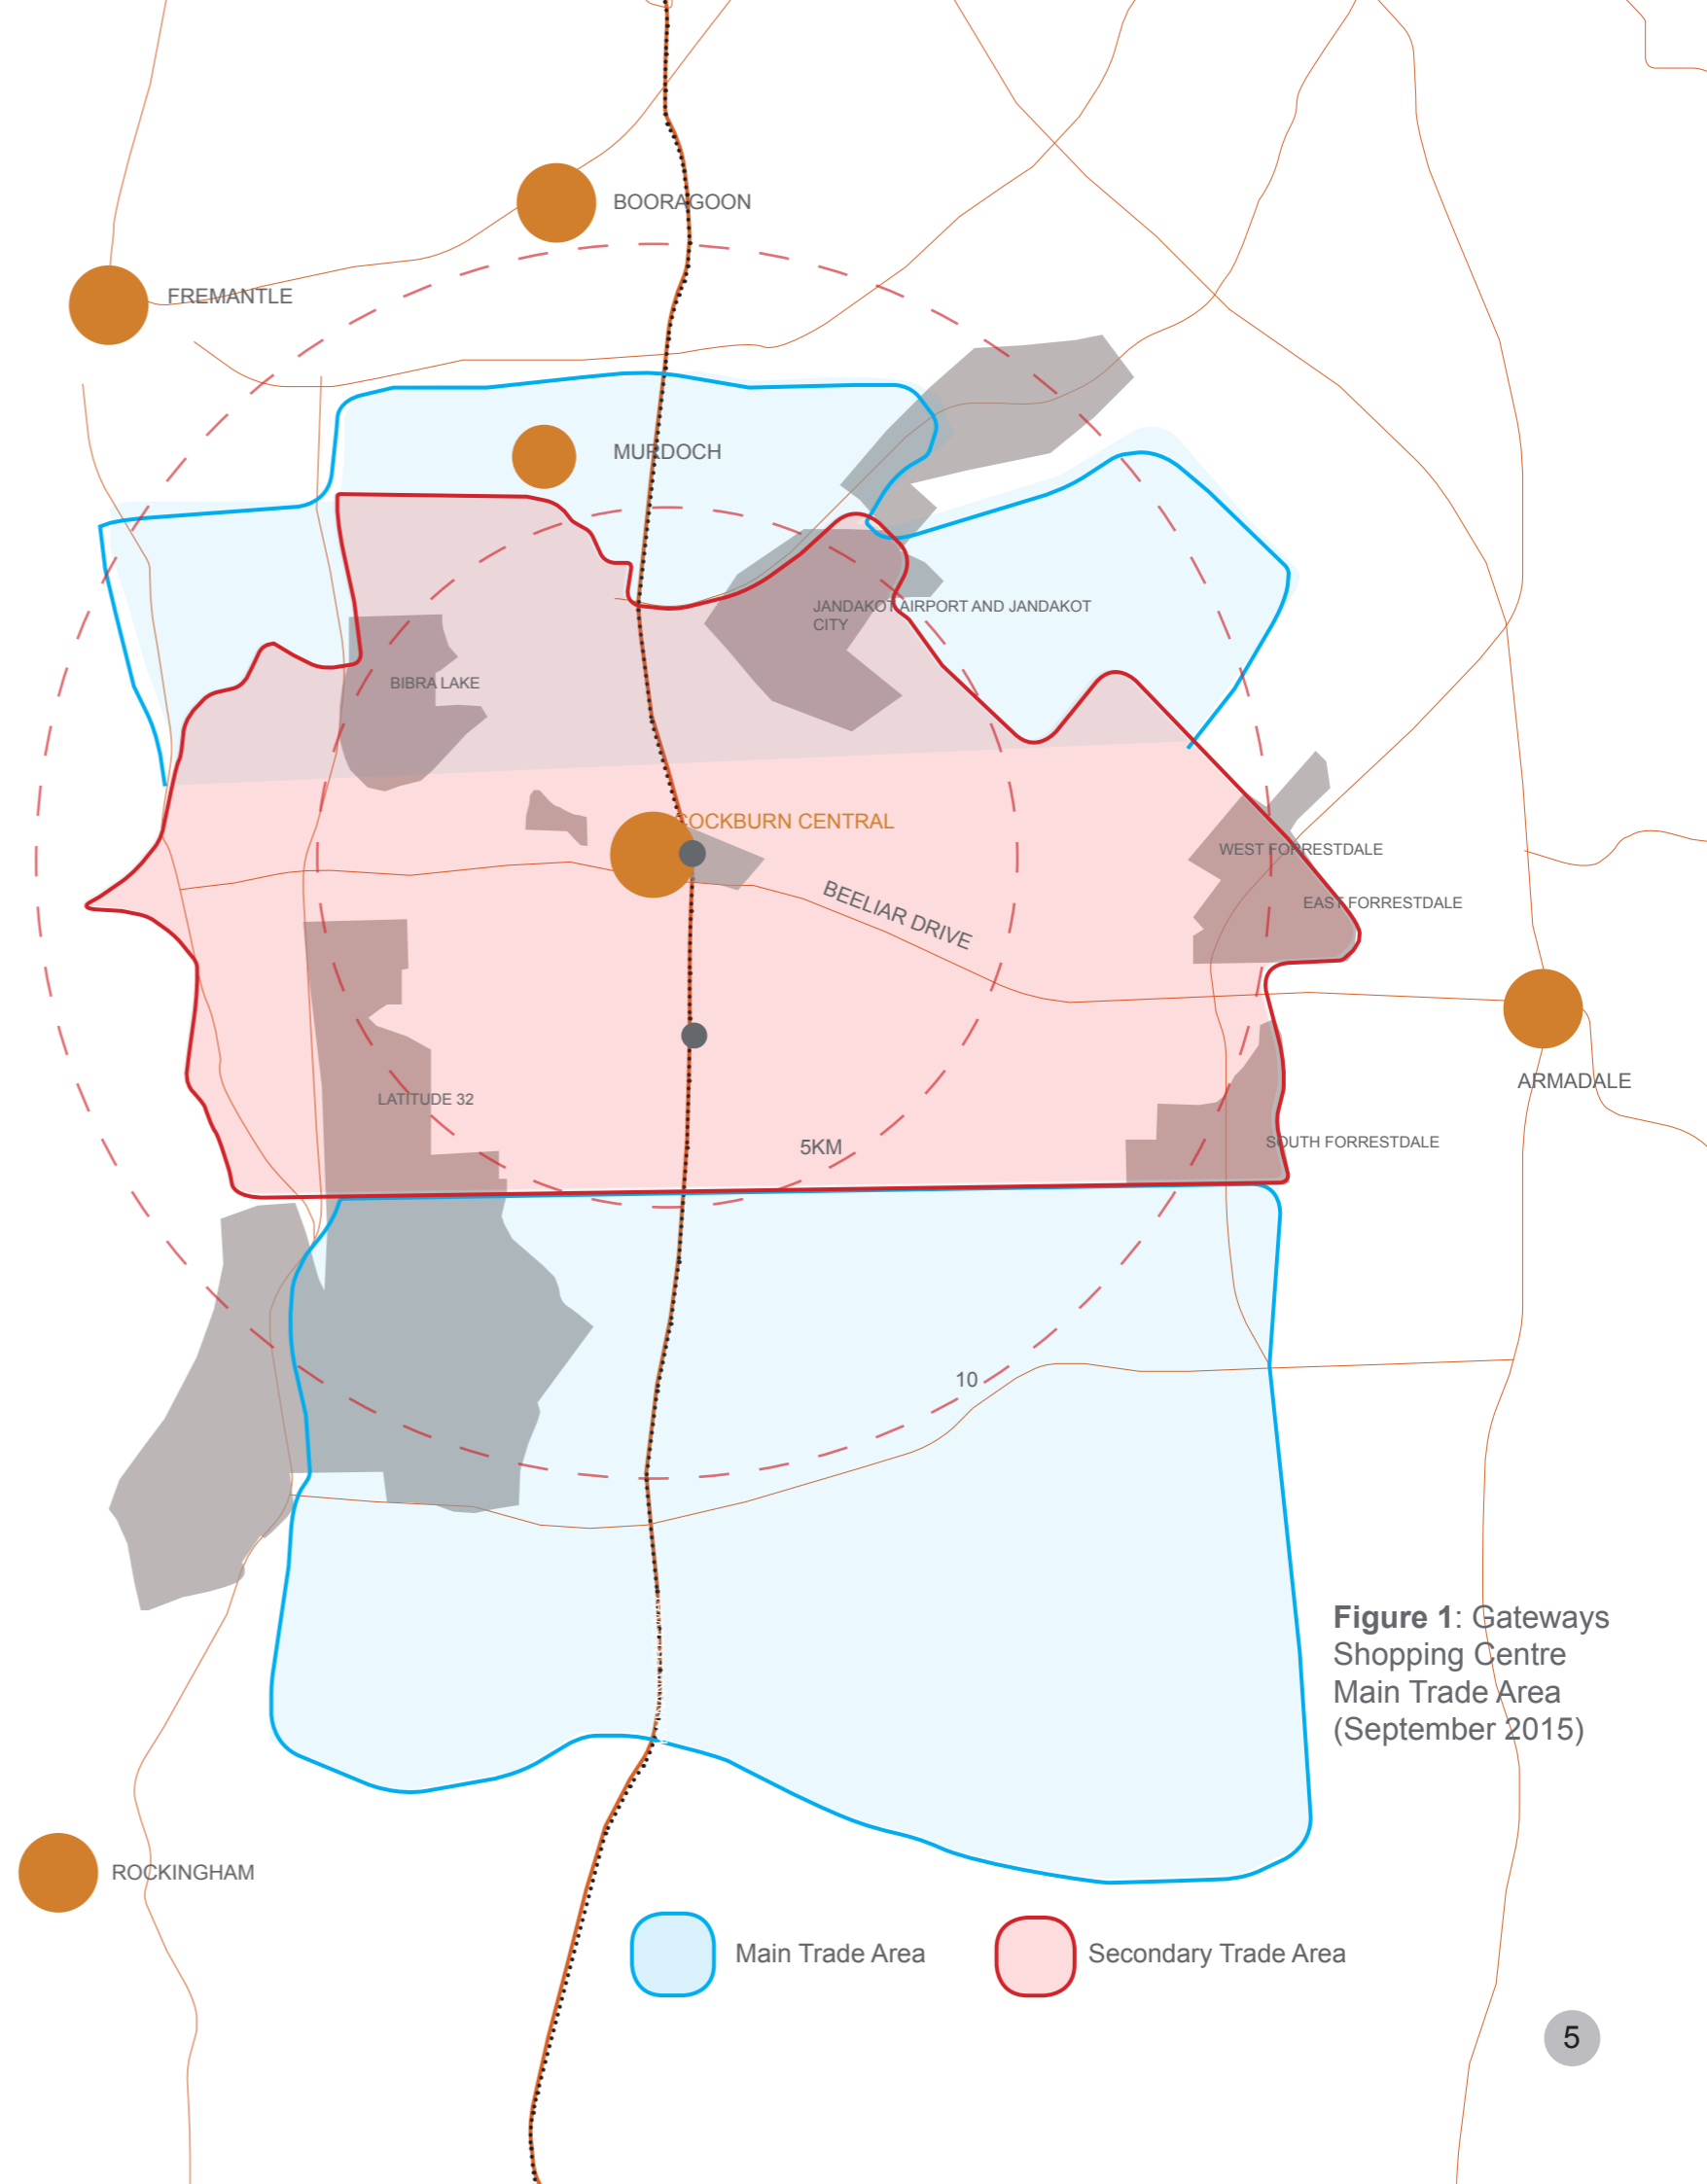 BOORAGOON
FREMANTLE
MURDOCH
JANDAKOT AIRPORT AND JANDAKOT
CITY
BIBRA LAKE
COCKBURN CENTRAL
WEST FORRESTDALE
BEELIAR DRIVE
EAST FORRESTDALE
ARMADALE
LATITUDE 32
5KM
SOUTH FORRESTDALE
10
Figure 1: Gateways
Shopping Centre
Main Trade Area
(September 2015)
ROCKINGHAM
Main Trade Area
Secondary Trade Area
5